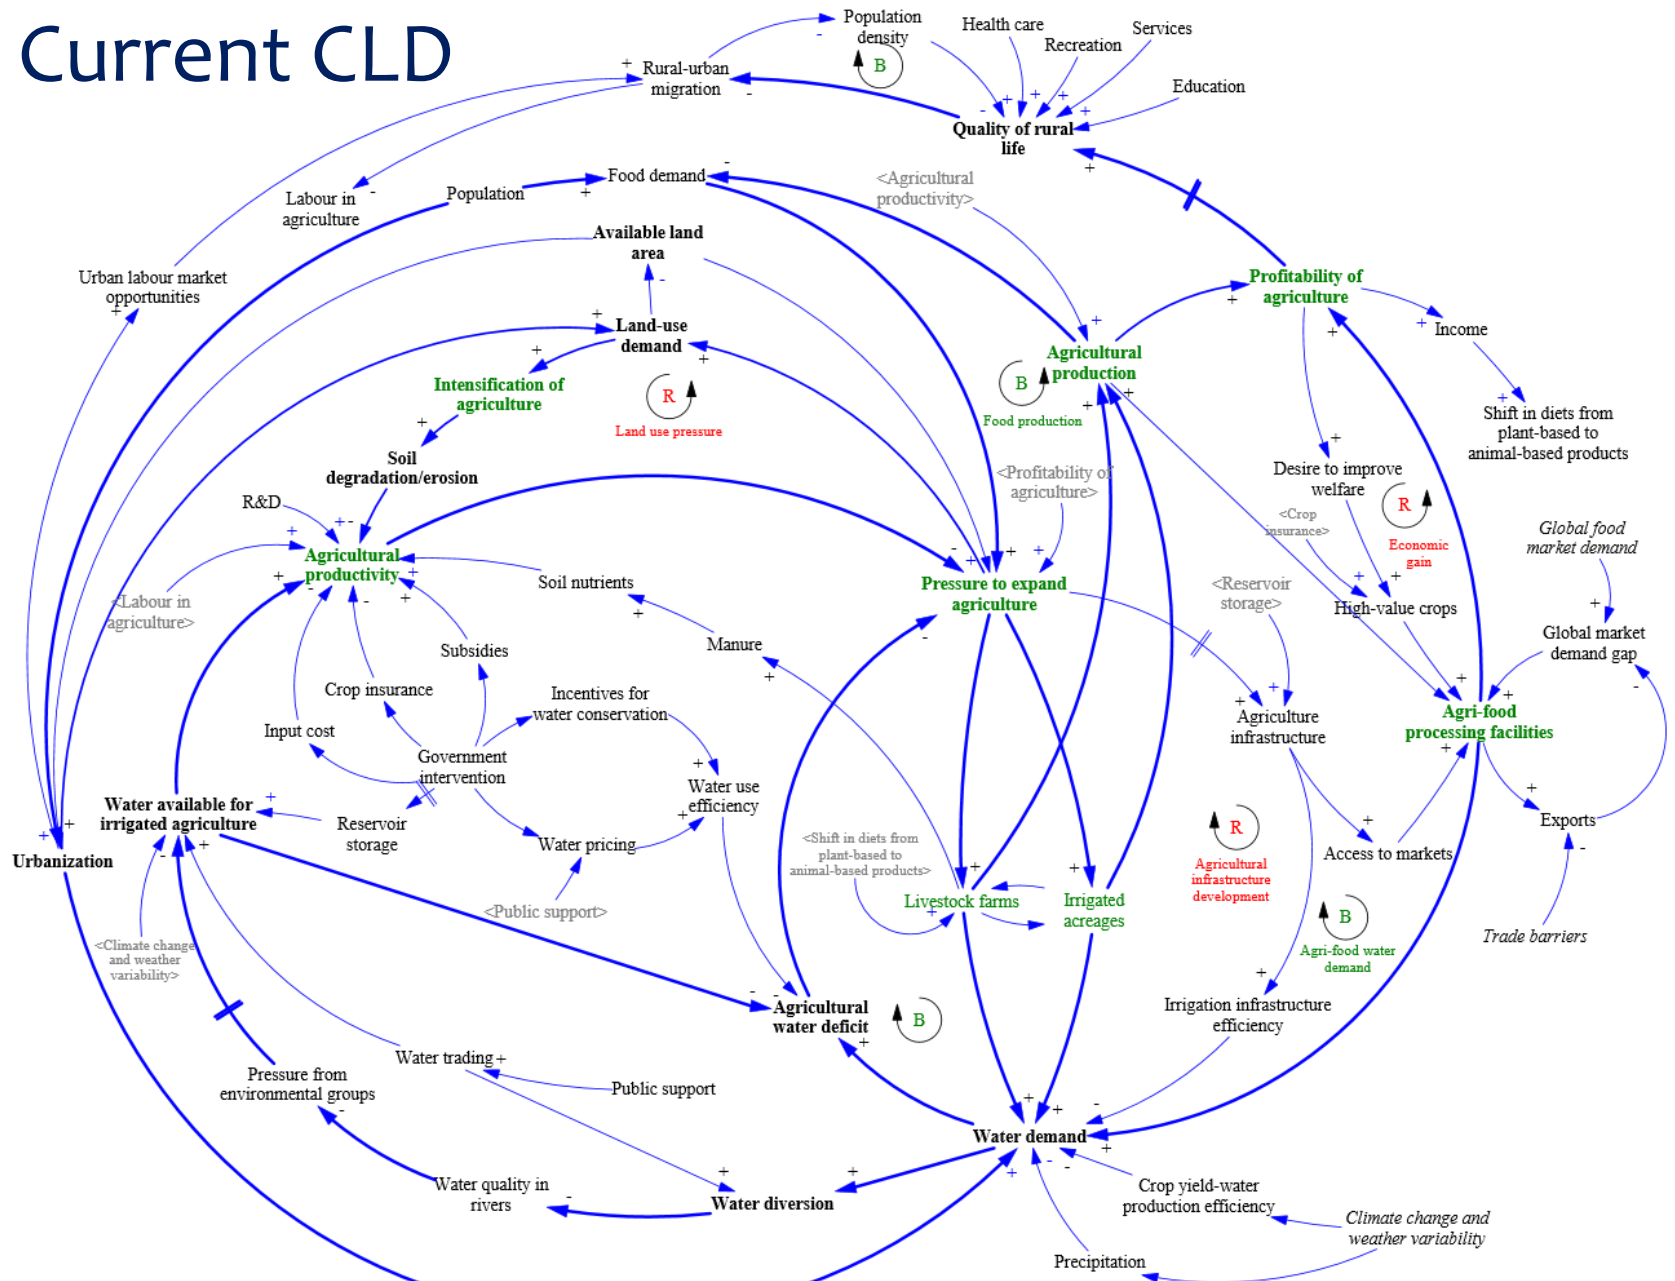 Current CLD
Population
density
Health care
Recreation
Services
Education
Rural-urban
migration
B
Quality of rural
life
Labour in
agriculture
Population
Food demand
<Agricultural
productivity>
Available land
area
Urban labour market
opportunities
Profitability of
agriculture
Income
Land-use
demand
Agricultural
production
Intensification of
agriculture
R
Land use pressure
B
Food production
Shift in diets from
plant-based to
animal-based products
Soil
degradation/erosion
<Profitability of
agriculture>
Desire to improve
welfare
R
Economic
gain
R&D
<Crop
insurance>
Global food
market demand
Agricultural
productivity
Soil nutrients
Pressure to expand
agriculture
<Reservoir
storage>
High-value crops
<Labour in
agriculture>
Manure
Global market
demand gap
Subsidies
Crop insurance
Incentives for
water conservation
Input cost
Agriculture
infrastructure
Agri-food
processing facilities
Government
intervention
Water use
efficiency
Water available for
irrigated agriculture
Reservoir
storage
Water pricing
Exports
R
Agricultural
infrastructure
development
Access to markets
<Shift in diets from
plant-based to
animal-based products>
Urbanization
Livestock farms
Irrigated
acreages
<Public support>
B
Agri-food water
demand
Trade barriers
<Climate change
and weather
variability>
Agricultural
water deficit
B
Irrigation infrastructure
efficiency
Water trading
Pressure from
environmental groups
Public support
Water demand
Water quality in
rivers
Water diversion
Crop yield-water
production efficiency
Climate change and
weather variability
Precipitation